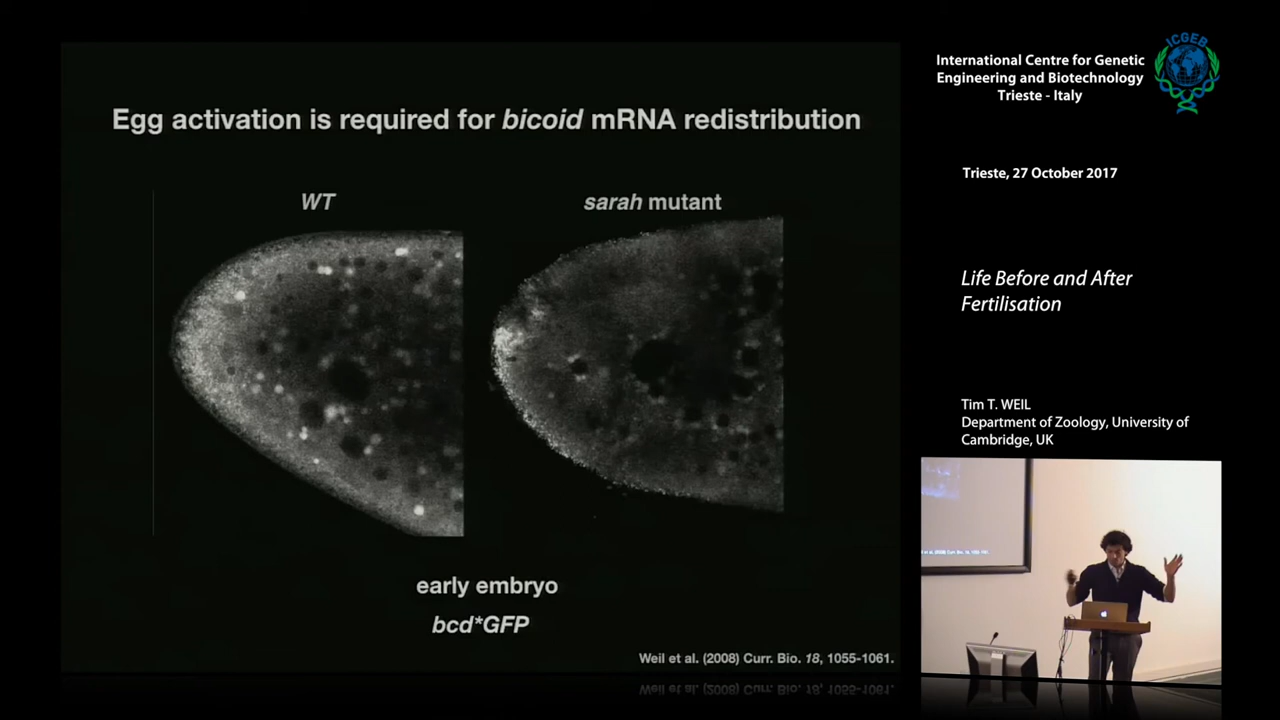 Egg activation is required for bicoid mRNA redistribution
WT
sarah mutant
early embryo
bcd*GFP
Weil et al. (2008) Curr. Bio. 18, 1055-1061.
International Centre for Genetic
Engineering and Biotechnology
Trieste - Italy
ICGEB
Trieste, 27 October 2017
Life Before and After
Fertilisation
Tim T. WEIL
Department of Zoology, University of
Cambridge, UK